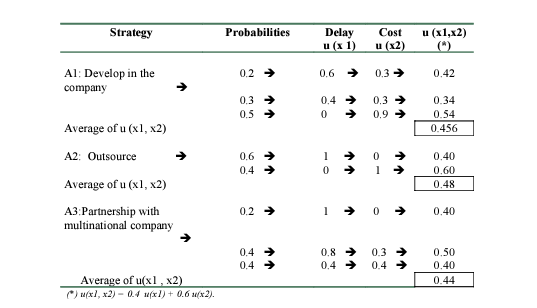 Strategy Probabilities Delay Cost u (x1,x2)
u (x 1) u (x2) (*)
A1: Develop in the 0.2 ➔ 0.6 ➔ 0.3 ➔ 0.42
company ➔
0.3 ➔ 0.4 ➔ 0.3 ➔ 0.34
0.5 ➔ 0 ➔ 0.9 ➔ 0.54
Average of u (x1, x2) 0.456
A2: Outsource ➔ 0.6 ➔ 1 ➔ 0 ➔ 0.40
0.4 ➔ 0 ➔ 1 ➔ 0.60
Average of u (x1, x2) 0.48
A3:Partnership with 0.2 ➔ 1 ➔ 0 ➔ 0.40
multinational company
➔
0.4 ➔ 0.8 ➔ 0.3 ➔ 0.50
0.4 ➔ 0.4 ➔ 0.4 ➔ 0.40
Average of u(x1 , x2) 0.44
(*) u(x1, x2) = 0.4 u(x1) + 0.6 u(x2).